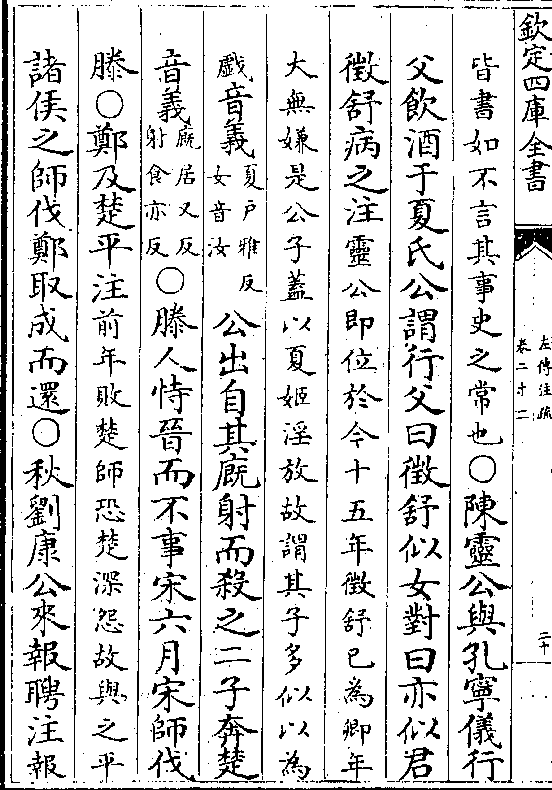 欽定四庫全書
左傳注疏
卷二十二
二十
皆書如不言其事史之常也○陳靈公與孔寧儀行
父飲酒于夏氏公謂行父曰徵舒似女對曰亦似君
徵舒病之注靈公即位於今十五年徵舒已為卿年
大無嫌是公子蓋以夏姬淫放故謂其子多似以為
戲音義夏户雅反女音汝公出自其廐射而殺之二子奔楚
音義廐居又反射食亦反○滕人恃晉而不事宋六月宋師伐
滕○鄭及楚平注前年敗楚師恐楚深怨故與之平
諸侯之師伐鄭取成而還○秋劉康公來報聘注報